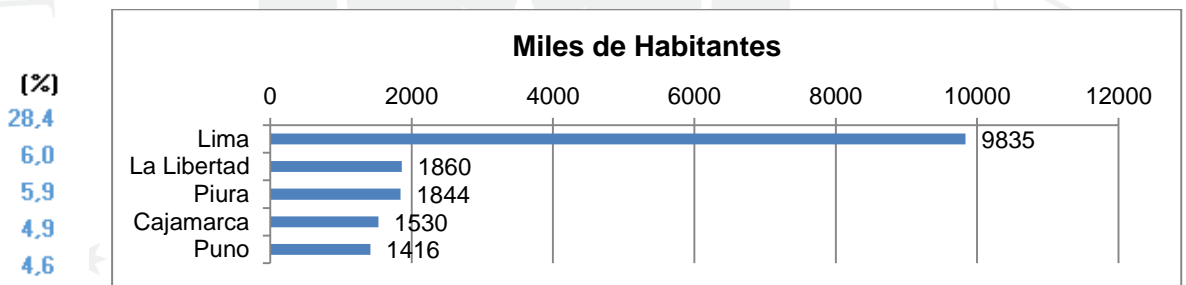 Miles de Habitantes
(%)
0 2000 4000 6000 8000 10000 12000
28,4 Lima 9835
6,0 La Libertad 1860
5,9 Piura 1844
4,9 Cajamarca 1530
4,6 Puno 1416